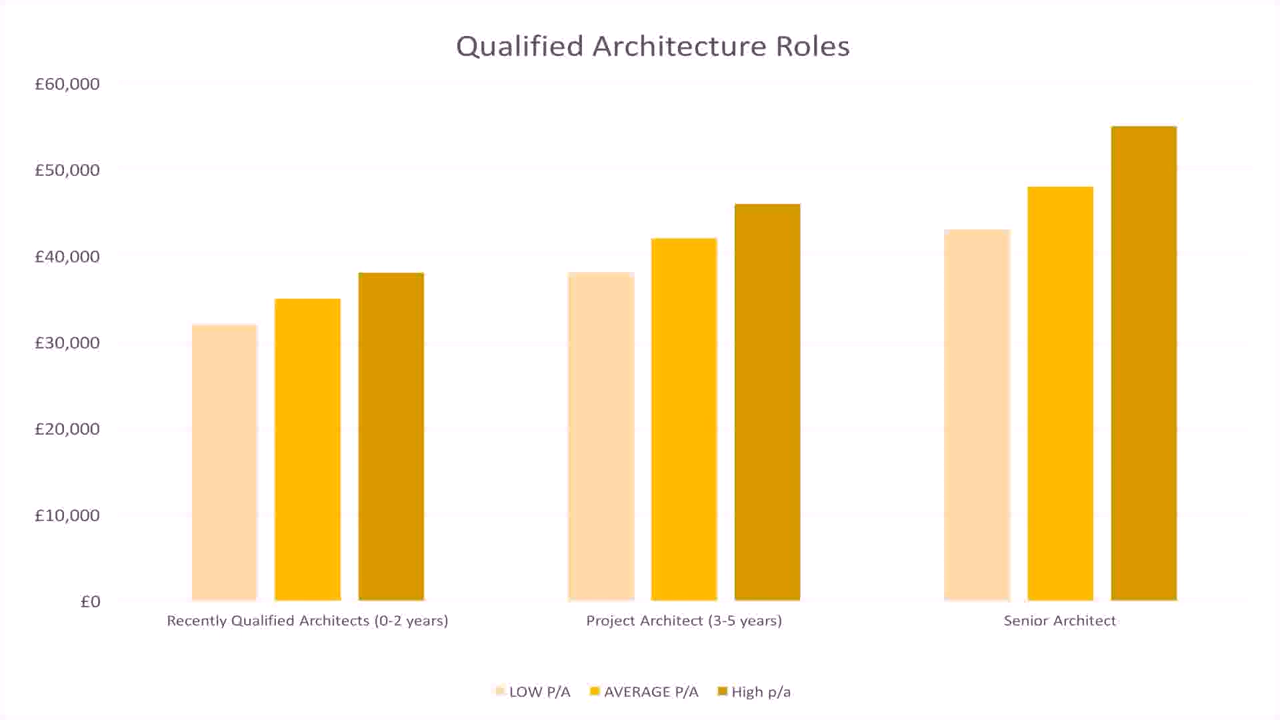 Qualified Architecture Roles
£60,000
£50,000
£40,000
£30,000
£20,000
£10,000
£0
Recently Qualified Architects (0-2 years) Project Architect (3-5 years) Senior Architect
LOW P/A AVERAGE P/A High p/a